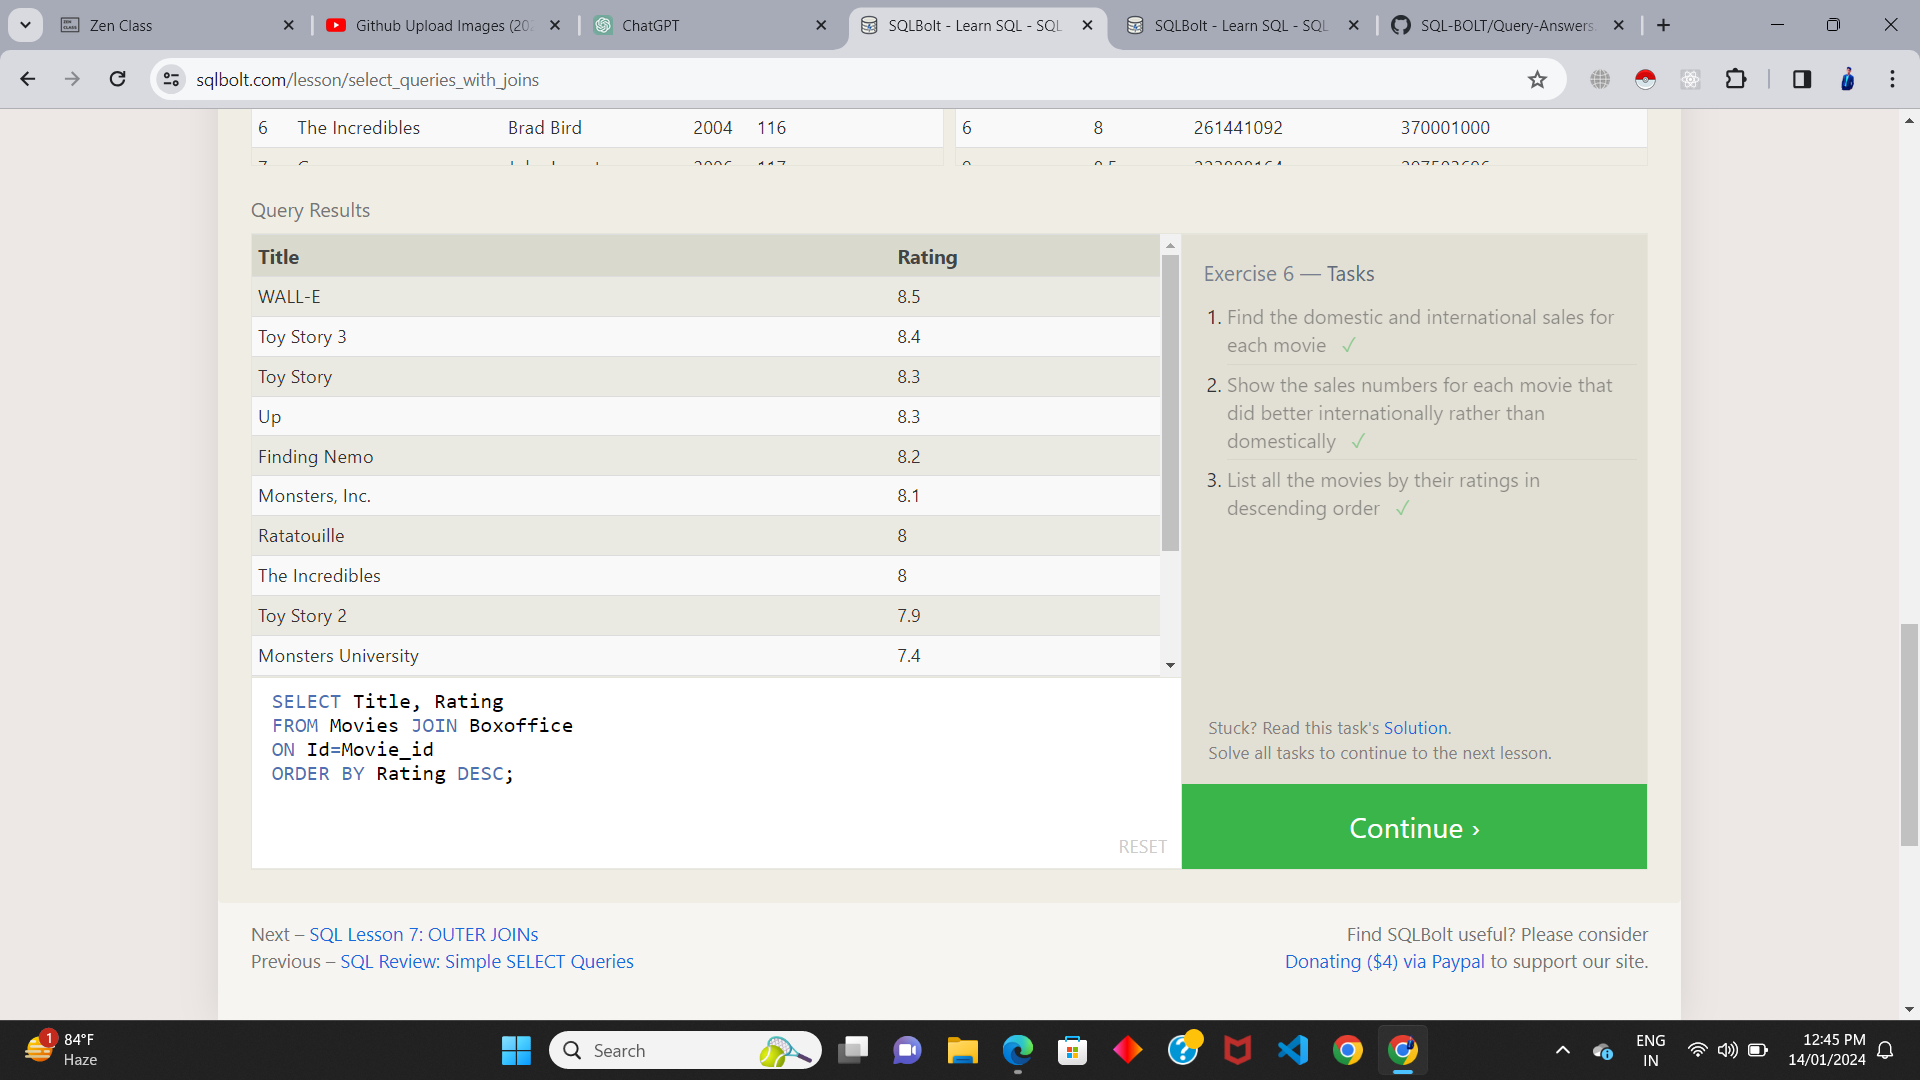 Zen Class
Github Upload Images (202
ChatGPT
SQLBolt - Learn SQL - SQL
SQLBolt - Learn SQL - SQL
SQL-BOLT/Query-Answers.
sqlbolt.com/lesson/select_queries_with_joins
6 The Incredibles Brad Bird 2004 116
6 8 261441092 370001000
Query Results
Title Rating
WALL-E 8.5
Toy Story 3 8.4
Toy Story 8.3
Up 8.3
Finding Nemo 8.2
Monsters, Inc. 8.1
Ratatouille 8
The Incredibles 8
Toy Story 2 7.9
Monsters University 7.4
SELECT Title, Rating
FROM Movies JOIN Boxoffice
ON Id=Movie_id
ORDER BY Rating DESC;
RESET
Exercise 6 — Tasks
1. Find the domestic and international sales for
each movie ✓
2. Show the sales numbers for each movie that
did better internationally rather than
domestically ✓
3. List all the movies by their ratings in
descending order ✓
Stuck? Read this task's Solution.
Solve all tasks to continue to the next lesson.
Continue ›
Next – SQL Lesson 7: OUTER JOINs
Previous – SQL Review: Simple SELECT Queries
Find SQLBolt useful? Please consider
Donating ($4) via Paypal to support our site.
1
84°F
Haze
Search
ENG
IN
12:45 PM
14/01/2024